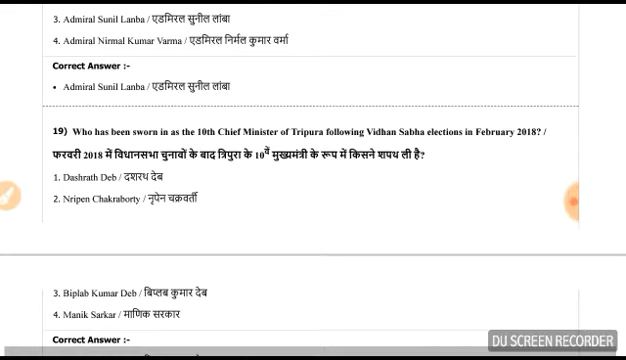 3. Admiral Sunil Lanba / एडमिरल सुनील लांबा
4. Admiral Nirmal Kumar Varma / एडमिरल निर्मल कुमार वर्मा
Correct Answer :-
• Admiral Sunil Lanba / एडमिरल सुनील लांबा
19) Who has been sworn in as the 10th Chief Minister of Tripura following Vidhan Sabha elections in February 2018? /
फरवरी 2018 में विधानसभा चुनावों के बाद त्रिपुरा के 10वें मुख्यमंत्री के रूप में किसने शपथ ली है?
1. Dashrath Deb / दशरथ देब
2. Nripen Chakraborty / नृपेन चक्रवर्ती
3. Biplab Kumar Deb / बिप्लब कुमार देब
4. Manik Sarkar / माणिक सरकार
Correct Answer :-
DU SCREEN RECORDER